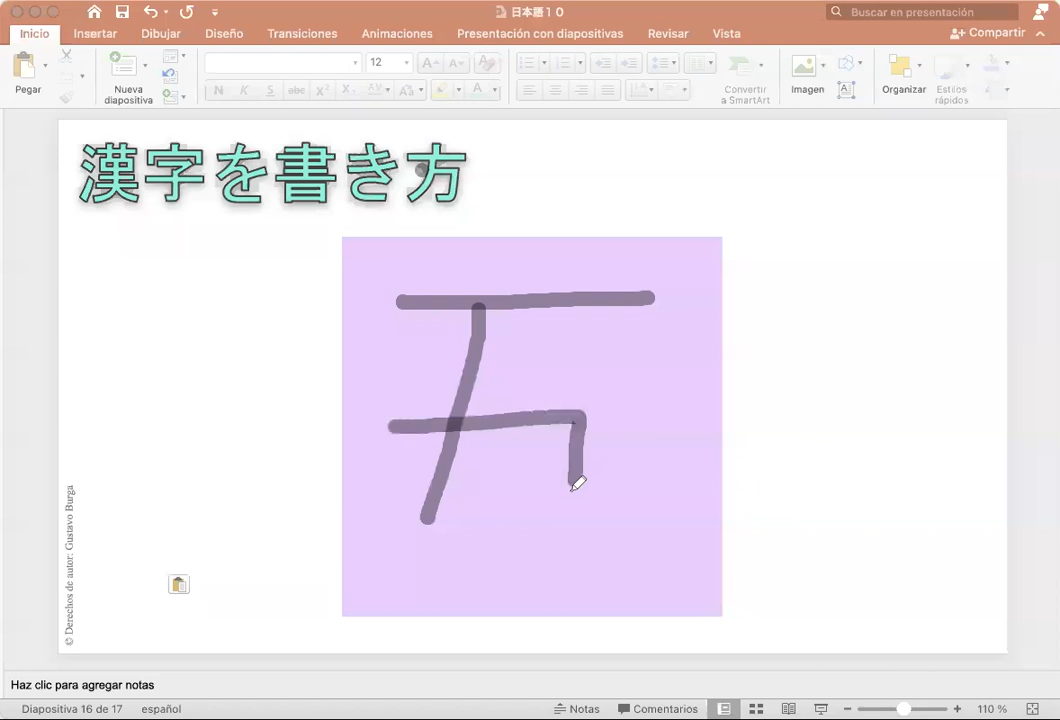 日本語１０
Buscar en presentación
Inicio Insertar Dibujar Diseño Transiciones Animaciones Presentación con diapositivas Revisar Vista Compartir
Pegar
Nueva diapositiva
12
N K S abc X² X
Convertir a SmartArt
Imagen
Organizar
Estilos rápidos
漢字を書き方
© Derechos de autor: Gustavo Burga
Haz clic para agregar notas
Diapositiva 16 de 17 español Notas Comentarios 110 %